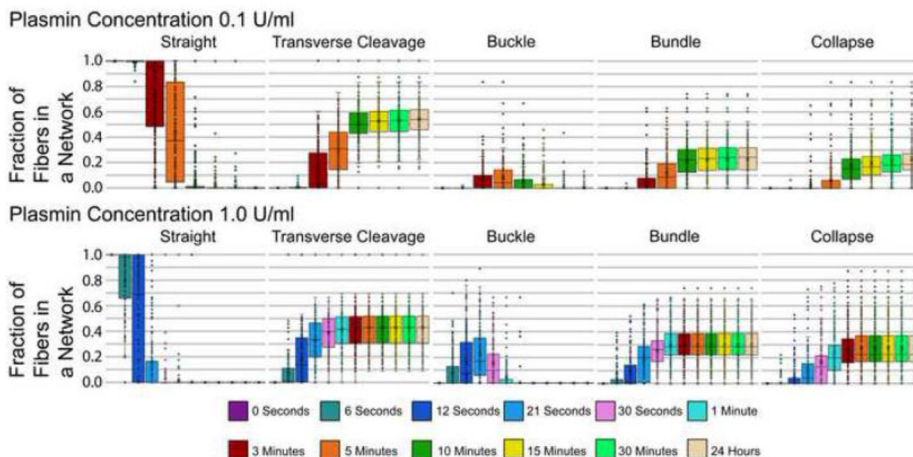 Plasmin Concentration 0.1 U/ml
Straight Transverse Cleavage Buckle Bundle Collapse
Fraction of
Fibers in
a Network
1.0
0.8
0.6
0.4
0.2
0.0
Plasmin Concentration 1.0 U/ml
Straight Transverse Cleavage Buckle Bundle Collapse
Fraction of
Fibers in
a Network
1.0
0.8
0.6
0.4
0.2
0.0
0 Seconds 6 Seconds 12 Seconds 21 Seconds 30 Seconds 1 Minute
3 Minutes 5 Minutes 10 Minutes 15 Minutes 30 Minutes 24 Hours